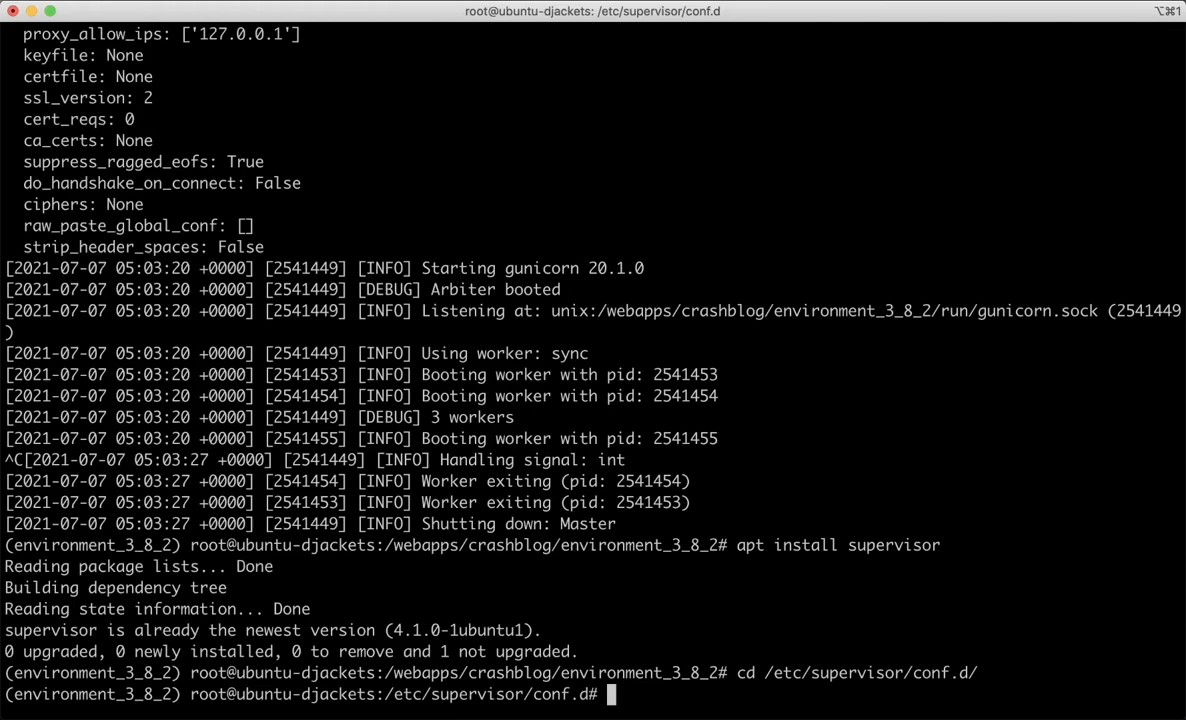 root@ubuntu-djackets: /etc/supervisor/conf.d
⌥⌘1
proxy_allow_ips: ['127.0.0.1']
keyfile: None
certfile: None
ssl_version: 2
cert_reqs: 0
ca_certs: None
suppress_ragged_eofs: True
do_handshake_on_connect: False
ciphers: None
raw_paste_global_conf: []
strip_header_spaces: False
[2021-07-07 05:03:20 +0000] [2541449] [INFO] Starting gunicorn 20.1.0
[2021-07-07 05:03:20 +0000] [2541449] [DEBUG] Arbiter booted
[2021-07-07 05:03:20 +0000] [2541449] [INFO] Listening at: unix:/webapps/crashblog/environment_3_8_2/run/gunicorn.sock (2541449
)
[2021-07-07 05:03:20 +0000] [2541449] [INFO] Using worker: sync
[2021-07-07 05:03:20 +0000] [2541453] [INFO] Booting worker with pid: 2541453
[2021-07-07 05:03:20 +0000] [2541454] [INFO] Booting worker with pid: 2541454
[2021-07-07 05:03:20 +0000] [2541449] [DEBUG] 3 workers
[2021-07-07 05:03:20 +0000] [2541455] [INFO] Booting worker with pid: 2541455
^C[2021-07-07 05:03:27 +0000] [2541449] [INFO] Handling signal: int
[2021-07-07 05:03:27 +0000] [2541454] [INFO] Worker exiting (pid: 2541454)
[2021-07-07 05:03:27 +0000] [2541453] [INFO] Worker exiting (pid: 2541453)
[2021-07-07 05:03:27 +0000] [2541449] [INFO] Shutting down: Master
(environment_3_8_2) root@ubuntu-djackets:/webapps/crashblog/environment_3_8_2# apt install supervisor
Reading package lists... Done
Building dependency tree
Reading state information... Done
supervisor is already the newest version (4.1.0-1ubuntu1).
0 upgraded, 0 newly installed, 0 to remove and 1 not upgraded.
(environment_3_8_2) root@ubuntu-djackets:/webapps/crashblog/environment_3_8_2# cd /etc/supervisor/conf.d/
(environment_3_8_2) root@ubuntu-djackets:/etc/supervisor/conf.d#